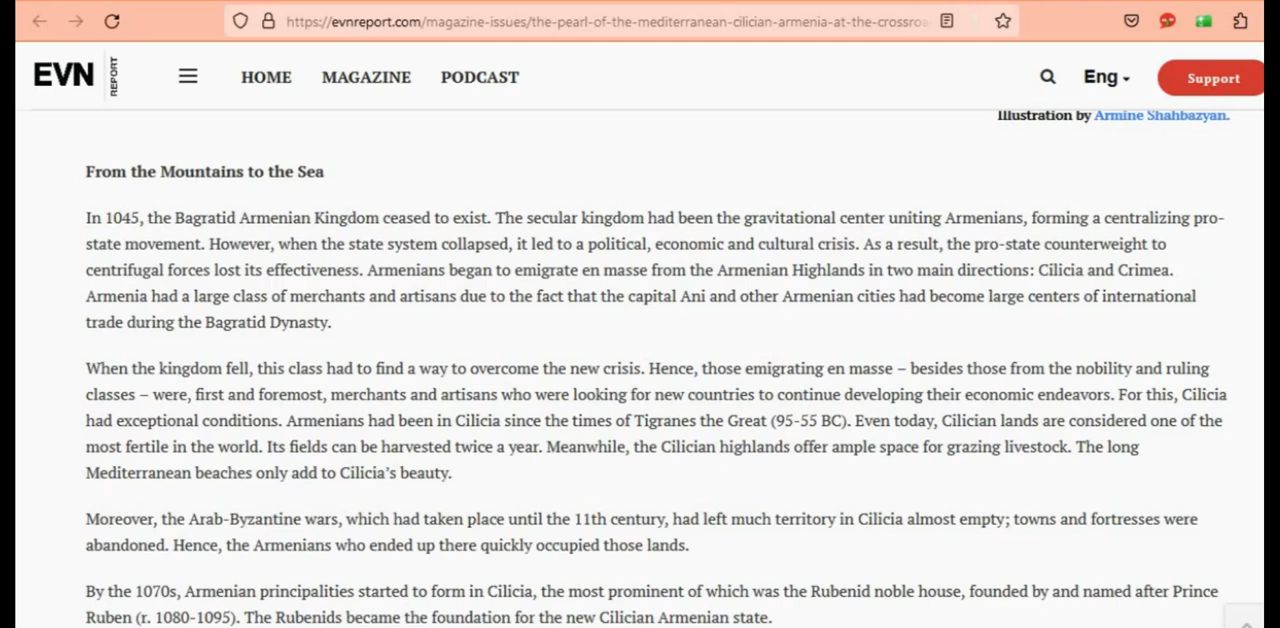 https://evnreport.com/magazine-issues/the-pearl-of-the-mediterranean-cilician-armenia-at-the-crossroa
EVN REPORT
HOME MAGAZINE PODCAST
Eng
Support
Illustration by Armine Shahbazyan.
From the Mountains to the Sea
In 1045, the Bagratid Armenian Kingdom ceased to exist. The secular kingdom had been the gravitational center uniting Armenians, forming a centralizing pro-
state movement. However, when the state system collapsed, it led to a political, economic and cultural crisis. As a result, the pro-state counterweight to
centrifugal forces lost its effectiveness. Armenians began to emigrate en masse from the Armenian Highlands in two main directions: Cilicia and Crimea.
Armenia had a large class of merchants and artisans due to the fact that the capital Ani and other Armenian cities had become large centers of international
trade during the Bagratid Dynasty.
When the kingdom fell, this class had to find a way to overcome the new crisis. Hence, those emigrating en masse – besides those from the nobility and ruling
classes – were, first and foremost, merchants and artisans who were looking for new countries to continue developing their economic endeavors. For this, Cilicia
had exceptional conditions. Armenians had been in Cilicia since the times of Tigranes the Great (95-55 BC). Even today, Cilician lands are considered one of the
most fertile in the world. Its fields can be harvested twice a year. Meanwhile, the Cilician highlands offer ample space for grazing livestock. The long
Mediterranean beaches only add to Cilicia's beauty.
Moreover, the Arab-Byzantine wars, which had taken place until the 11th century, had left much territory in Cilicia almost empty; towns and fortresses were
abandoned. Hence, the Armenians who ended up there quickly occupied those lands.
By the 1070s, Armenian principalities started to form in Cilicia, the most prominent of which was the Rubenid noble house, founded by and named after Prince
Ruben (r. 1080-1095). The Rubenids became the foundation for the new Cilician Armenian state.